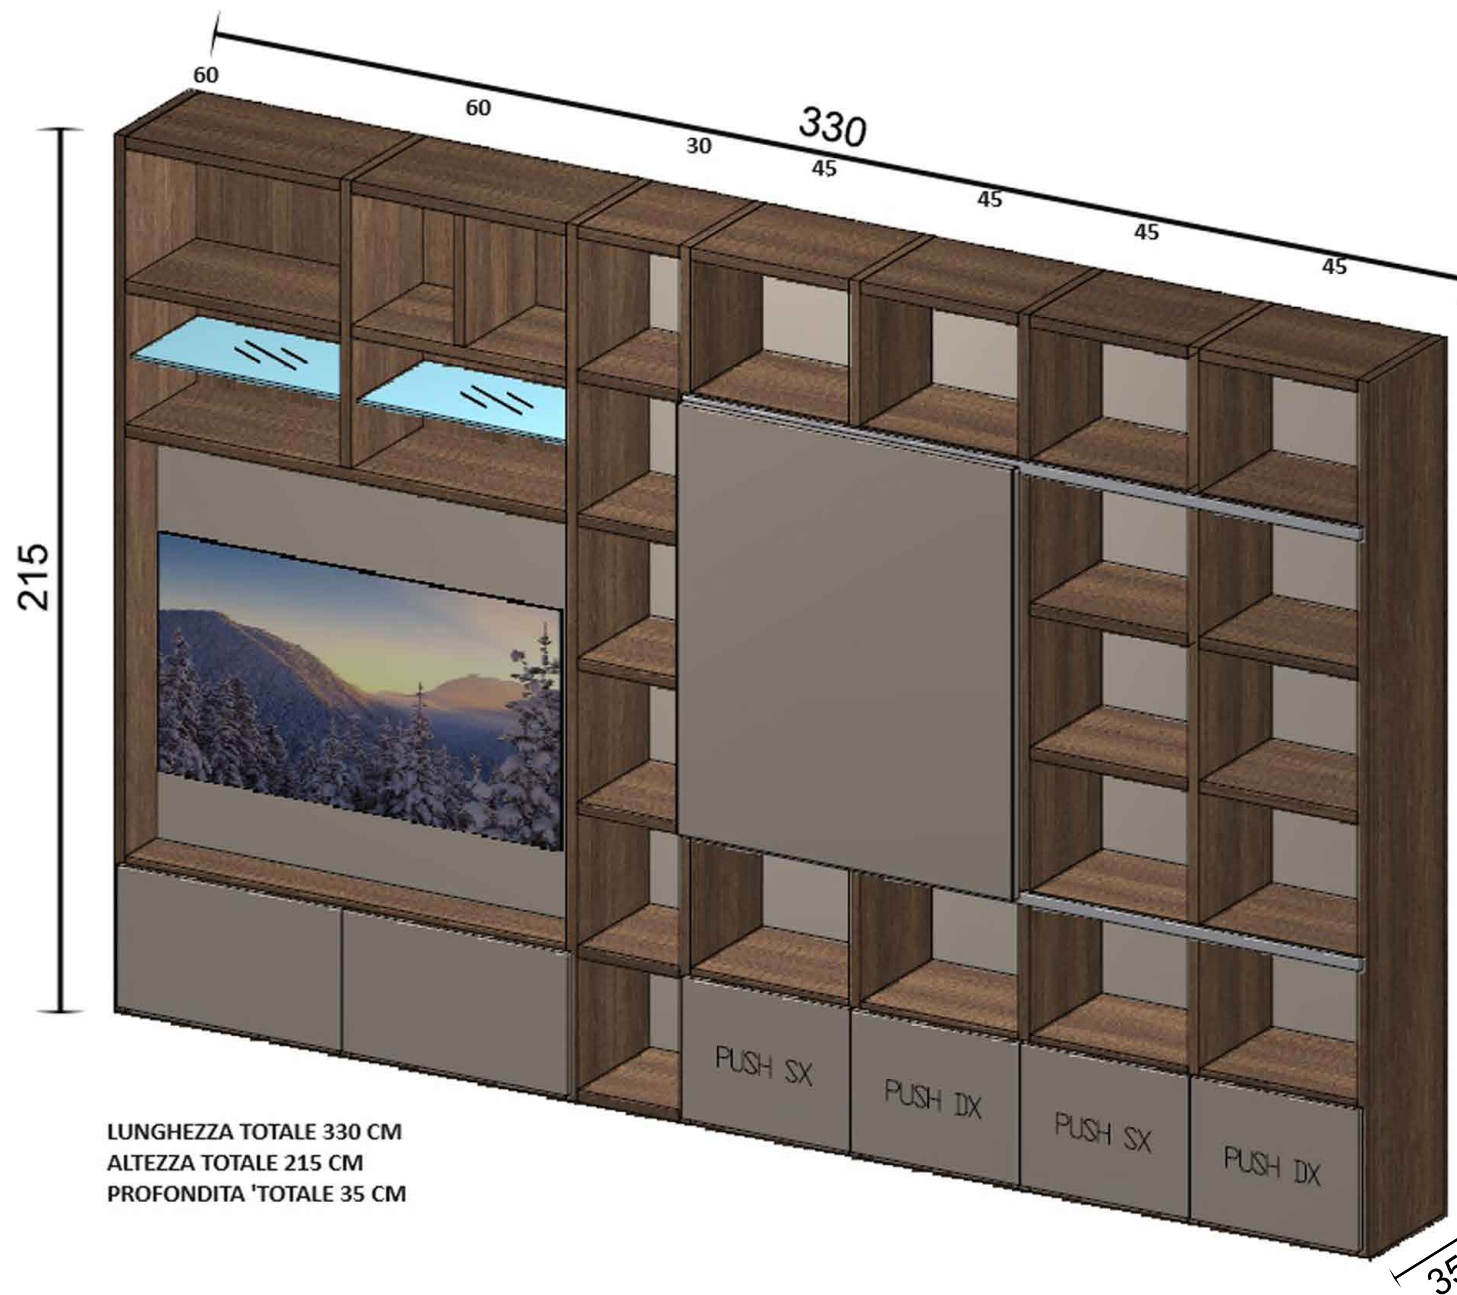 60
60
330
30
45
45
45
45
215
PUSH SX
PUSH DX
PUSH SX
PUSH DX
LUNGHEZZA TOTALE 330 CM
ALTEZZA TOTALE 215 CM
PROFONDITA 'TOTALE 35 CM
35